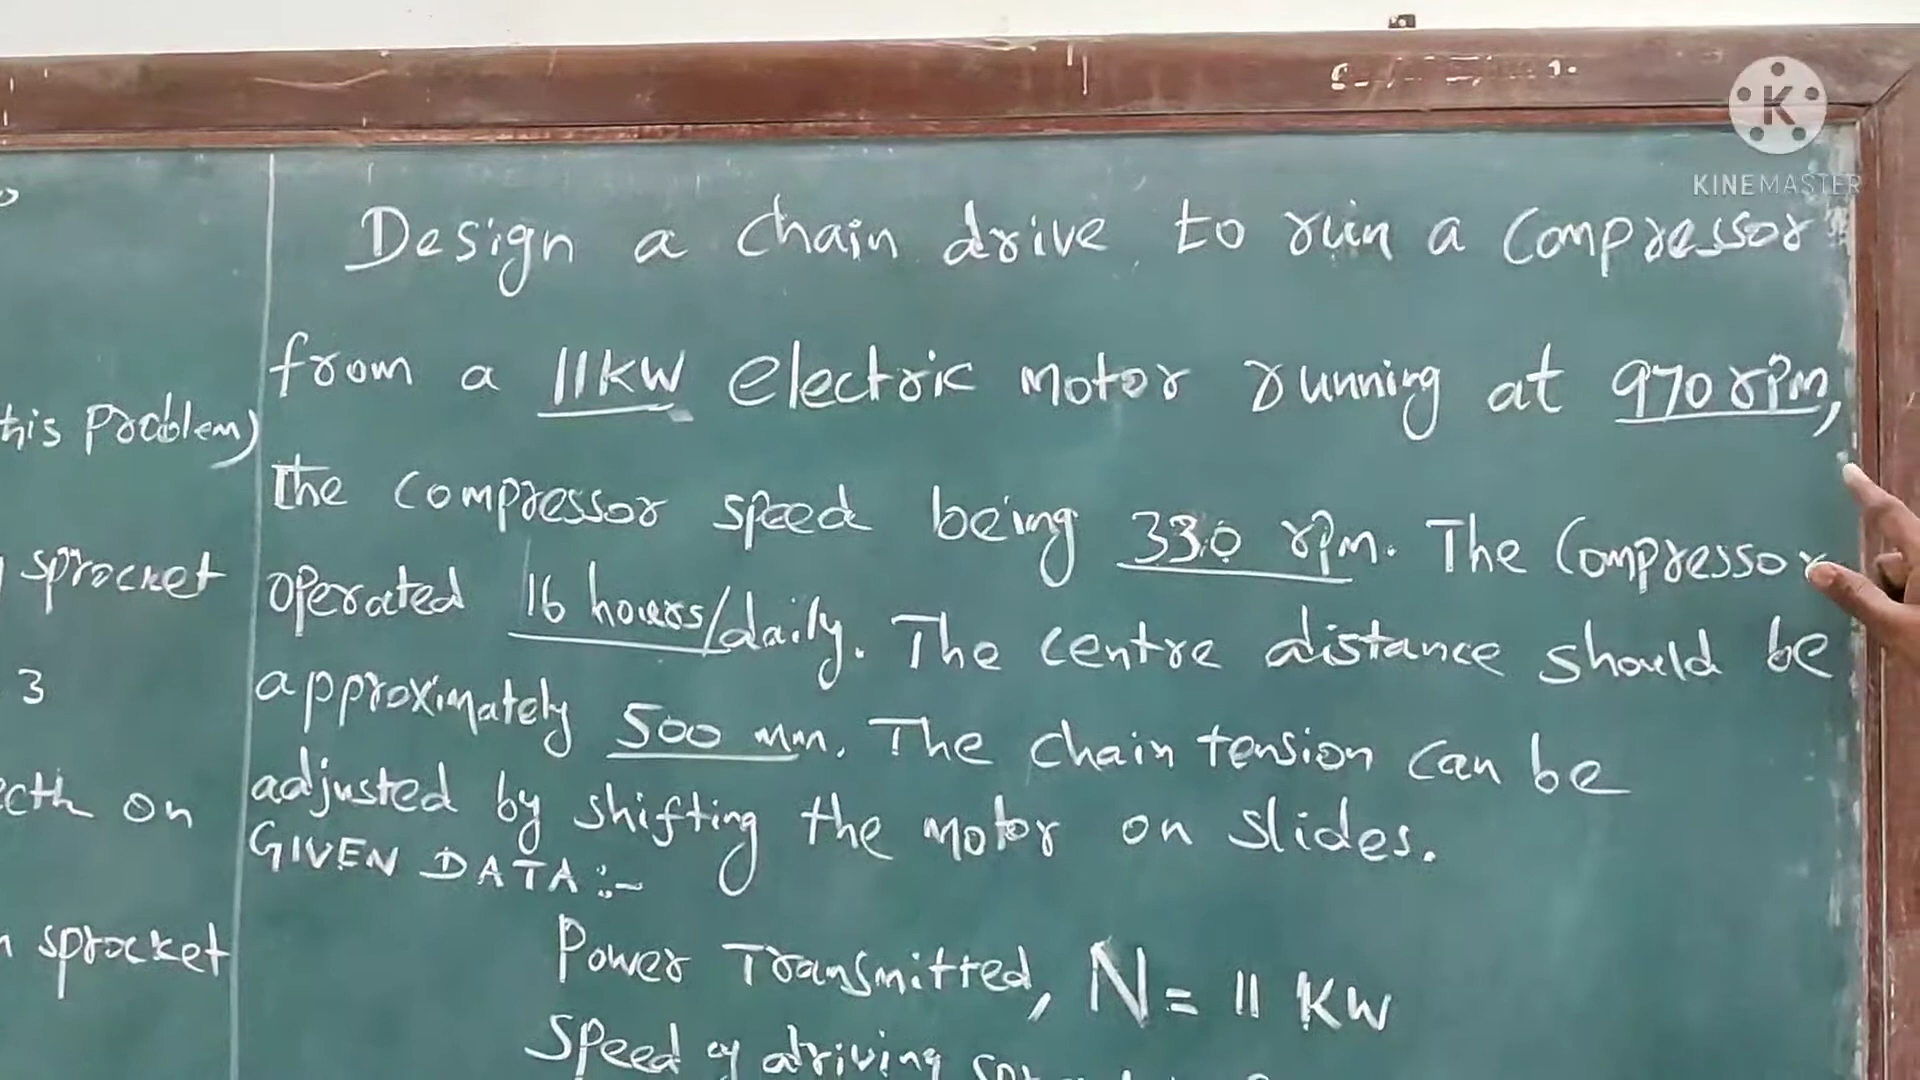 KINEMASTER
this Problem)
sprocket
3
on
sprocket
Design a chain drive to run a compressor
from a 11KW electric motor running at 970 rpm,
The compressor speed being 330 rpm. The compressor
operated 16 hours/daily. The centre distance should be
approximately 500 mm. The chain tension can be
adjusted by shifting the motor on slides.
GIVEN DATA :-
Power Transmitted, N = 11 KW
Speed of driving